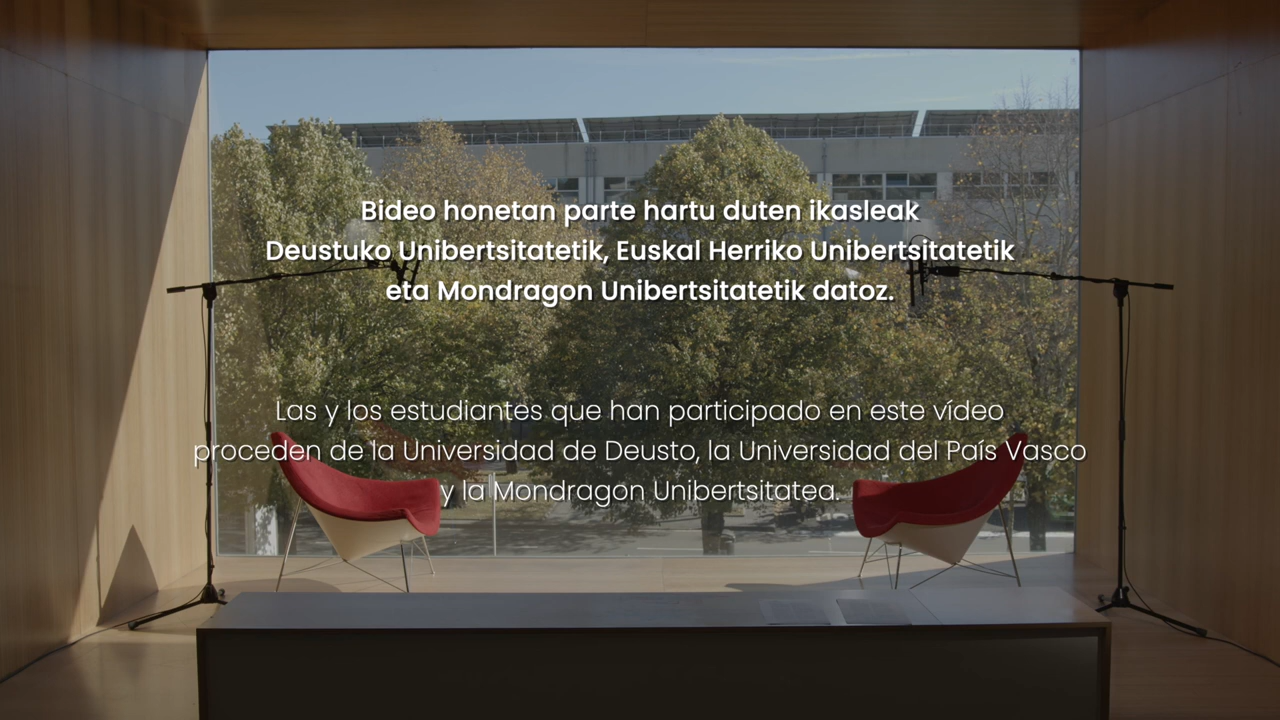 Bideo honetan parte hartu duten ikasleak
Deustuko Unibertsitatetik, Euskal Herriko Unibertsitatetik
eta Mondragon Unibertsitatetik datoz.
Las y los estudiantes que han participado en este vídeo
proceden de la Universidad de Deusto, la Universidad del País Vasco
y la Mondragon Unibertsitatea.